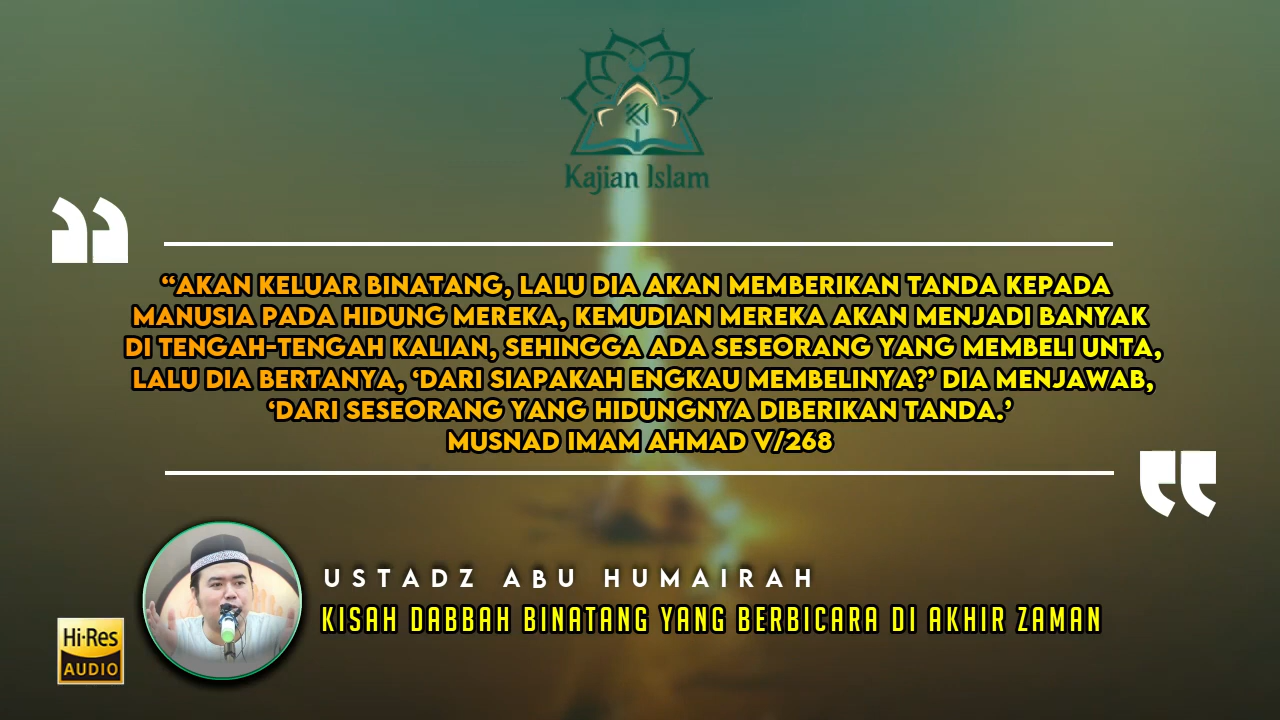 Kajian Islam
“AKAN KELUAR BINATANG, LALU DIA AKAN MEMBERIKAN TANDA KEPADA
MANUSIA PADA HIDUNG MEREKA, KEMUDIAN MEREKA AKAN MENJADI BANYAK
DI TENGAH-TENGAH KALIAN, SEHINGGA ADA SESEORANG YANG MEMBELI UNTA,
LALU DIA BERTANYA, ‘DARI SIAPAKAH ENGKAU MEMBELINYA?’ DIA MENJAWAB,
‘DARI SESEORANG YANG HIDUNGNYA DIBERIKAN TANDA.’
MUSNAD IMAM AHMAD V/268
USTADZ ABU HUMAIRAH
KISAH DABBAH BINATANG YANG BERBICARA DI AKHIR ZAMAN
Hi-Res
AUDIO